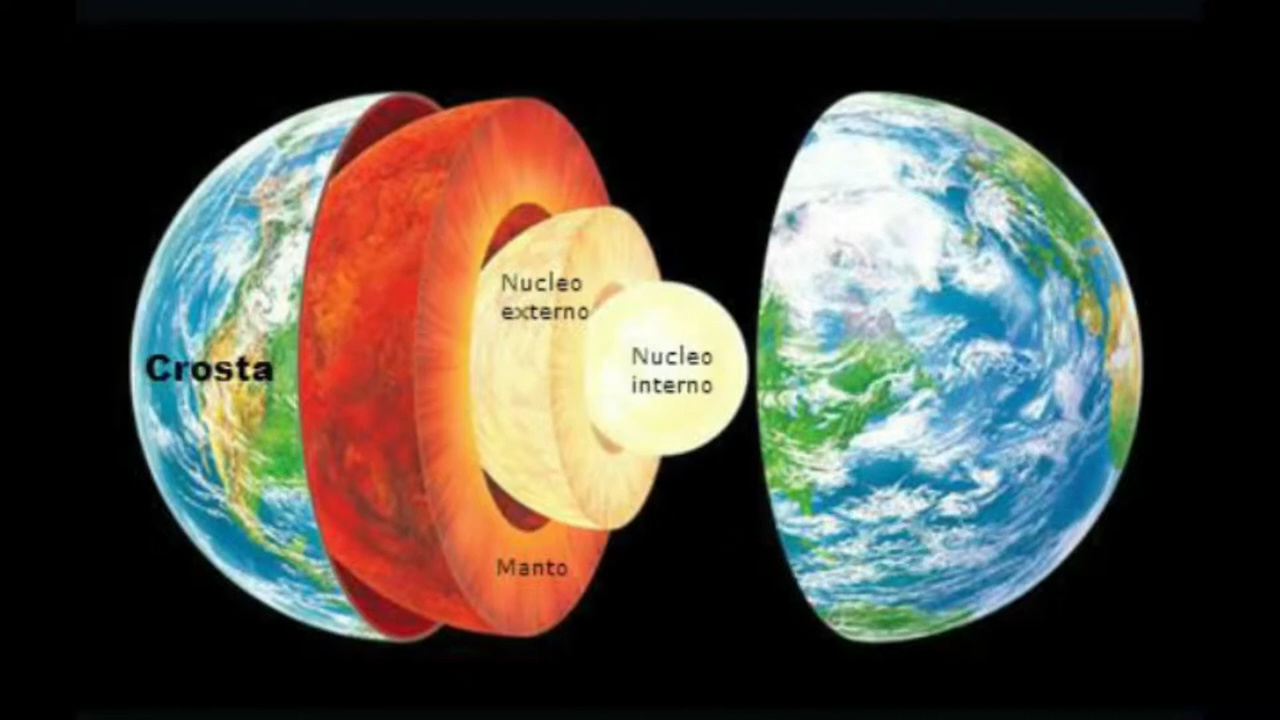 Nucleo
externo
Nucleo
interno
Crosta
Manto